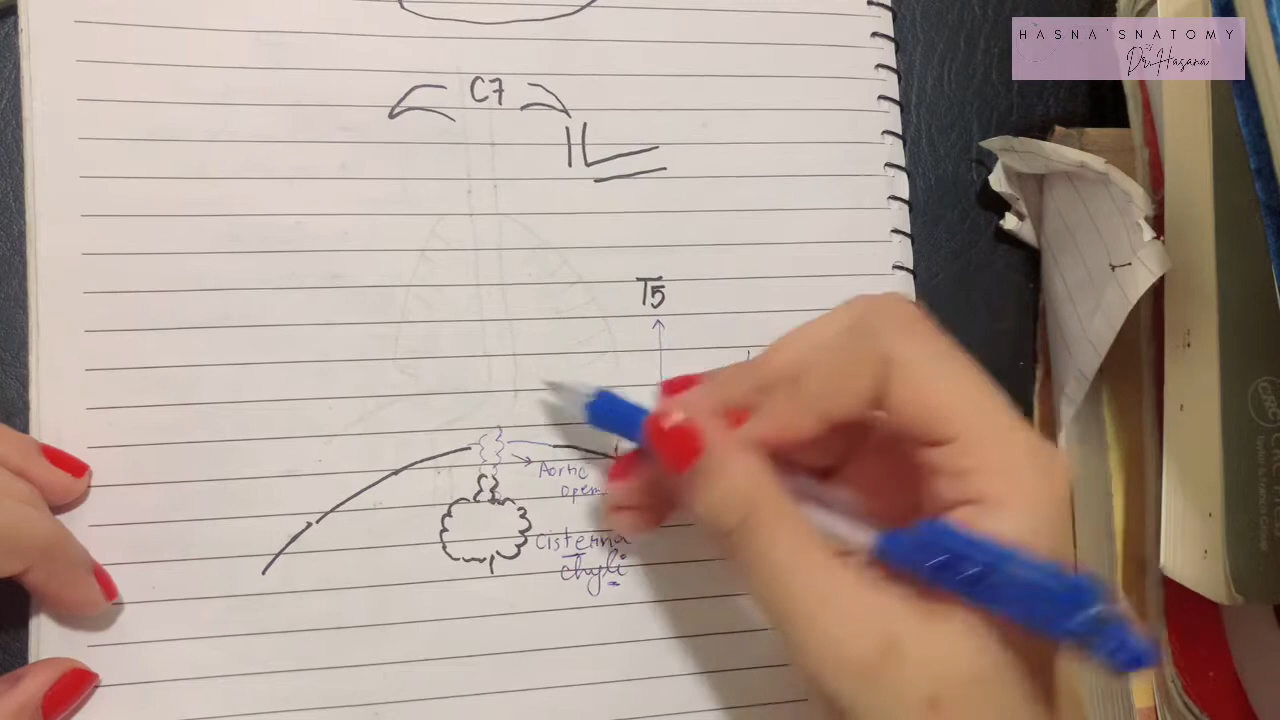 HASNA'SNATOMY
Dr.Hasana
C7
T5
Aortic
cisterna
chyli